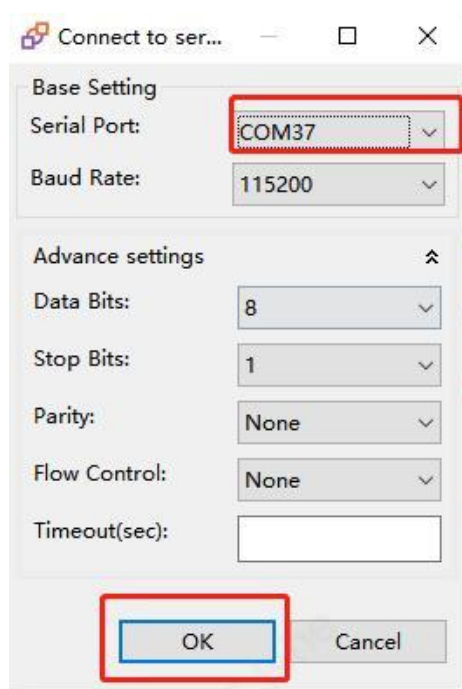 Connect to ser...
Base Setting
Serial Port: COM37
Baud Rate: 115200
Advance settings
Data Bits: 8
Stop Bits: 1
Parity: None
Flow Control: None
Timeout(sec):
OK Cancel